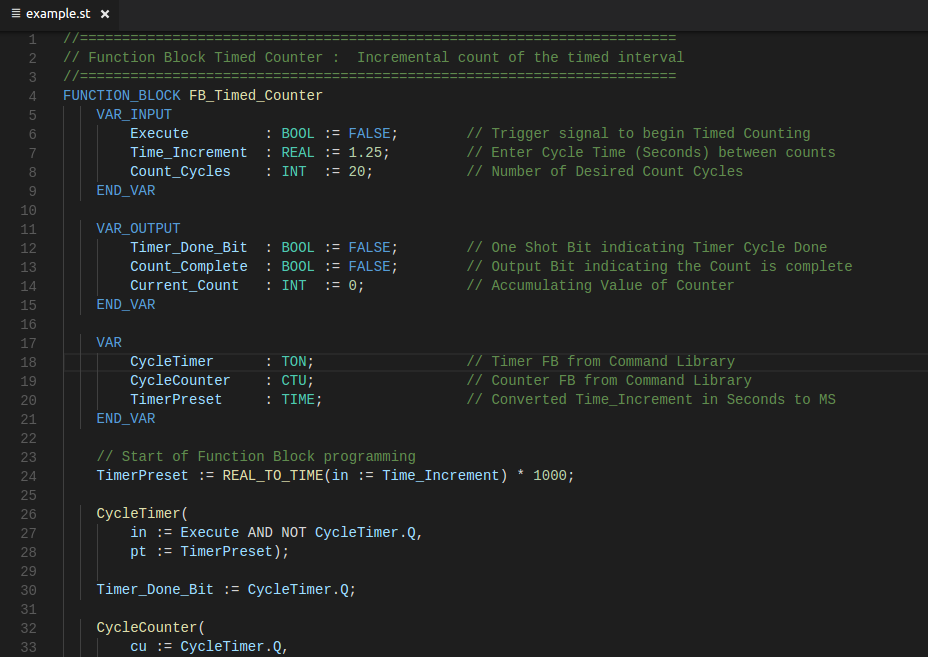 example.st
1 //=======================================================================
2 // Function Block Timed Counter :  Incremental count of the timed interval
3 //=======================================================================
4 FUNCTION_BLOCK FB_Timed_Counter
5     VAR_INPUT
6         Execute         : BOOL := FALSE;        // Trigger signal to begin Timed Counting
7         Time_Increment  : REAL := 1.25;         // Enter Cycle Time (Seconds) between counts
8         Count_Cycles    : INT  := 20;           // Number of Desired Count Cycles
9     END_VAR
10
11     VAR_OUTPUT
12         Timer_Done_Bit  : BOOL := FALSE;        // One Shot Bit indicating Timer Cycle Done
13         Count_Complete  : BOOL := FALSE;        // Output Bit indicating the Count is complete
14         Current_Count   : INT  := 0;            // Accumulating Value of Counter
15     END_VAR
16
17     VAR
18         CycleTimer      : TON;                  // Timer FB from Command Library
19         CycleCounter    : CTU;                  // Counter FB from Command Library
20         TimerPreset     : TIME;                 // Converted Time_Increment in Seconds to MS
21     END_VAR
22
23     // Start of Function Block programming
24     TimerPreset := REAL_TO_TIME(in := Time_Increment) * 1000;
25
26     CycleTimer(
27         in := Execute AND NOT CycleTimer.Q,
28         pt := TimerPreset);
29
30     Timer_Done_Bit := CycleTimer.Q;
31
32     CycleCounter(
33         cu := CycleTimer.Q,